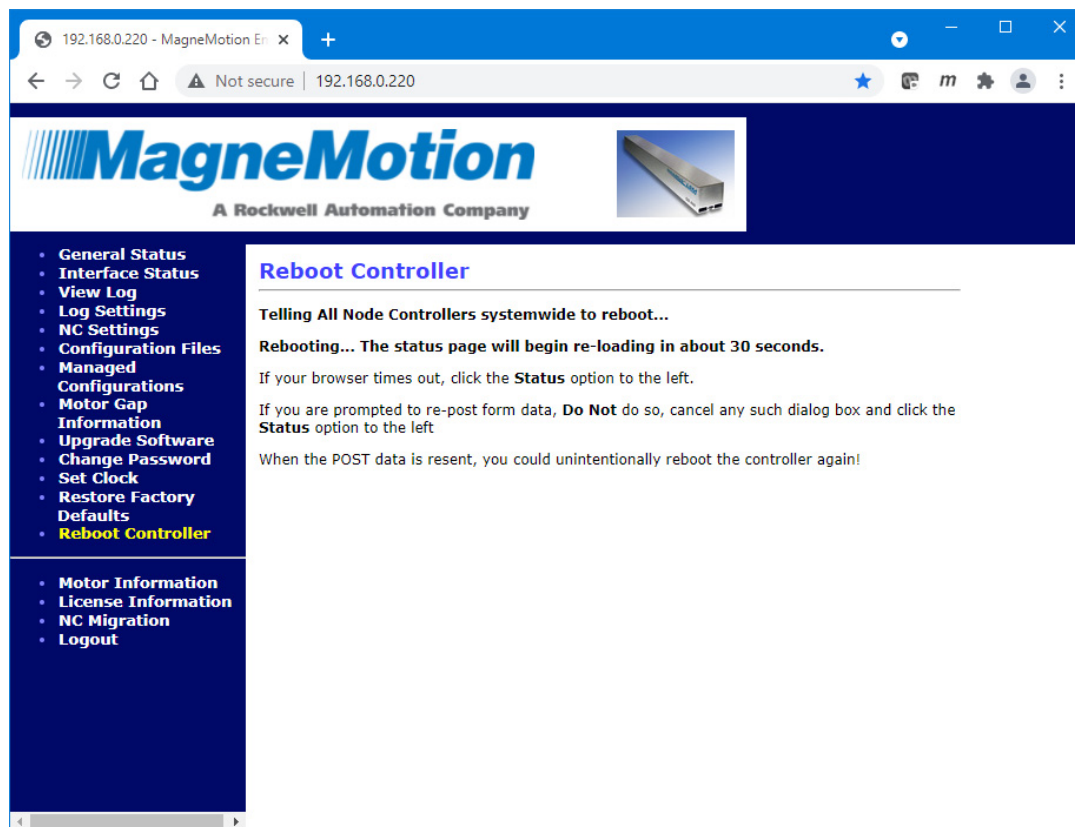 192.168.0.220 - MagneMotion En
Not secure | 192.168.0.220
m
MagneMotion
A Rockwell Automation Company
General Status
Interface Status
View Log
Log Settings
NC Settings
Configuration Files
Managed
Configurations
Motor Gap
Information
Upgrade Software
Change Password
Set Clock
Restore Factory
Defaults
Reboot Controller
Motor Information
License Information
NC Migration
Logout
Reboot Controller
Telling All Node Controllers systemwide to reboot...
Rebooting... The status page will begin re-loading in about 30 seconds.
If your browser times out, click the Status option to the left.
If you are prompted to re-post form data, Do Not do so, cancel any such dialog box and click the
Status option to the left
When the POST data is resent, you could unintentionally reboot the controller again!